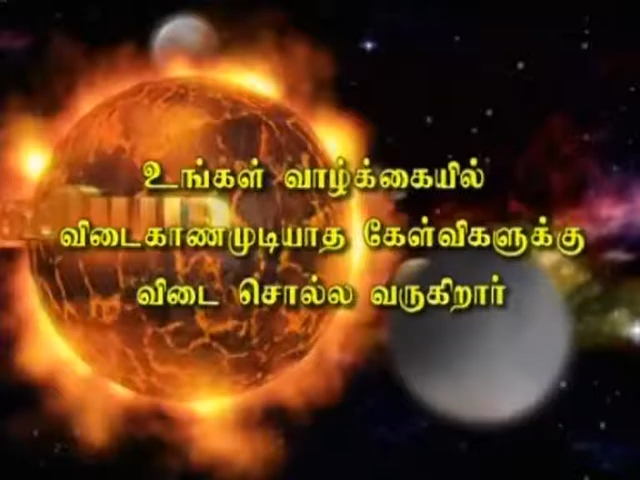 உங்கள் வாழ்க்கையில்
விடைகாணமுடியாத கேள்விகளுக்கு
விடை சொல்ல வருகிறார்